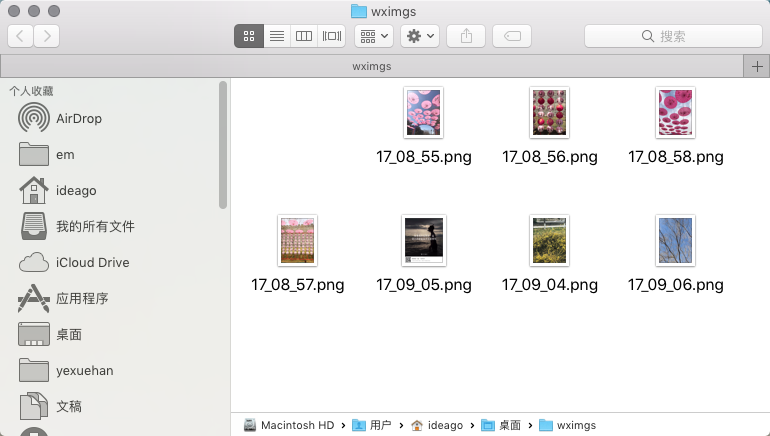 wximgs
搜索
wximgs
个人收藏
AirDrop
em
ideago
我的所有文件
iCloud Drive
应用程序
桌面
yexuehan
文稿
17_08_55.png
17_08_56.png
17_08_58.png
17_08_57.png
17_09_05.png
17_09_04.png
17_09_06.png
Macintosh HD › 用户 › ideago › 桌面 › wximgs